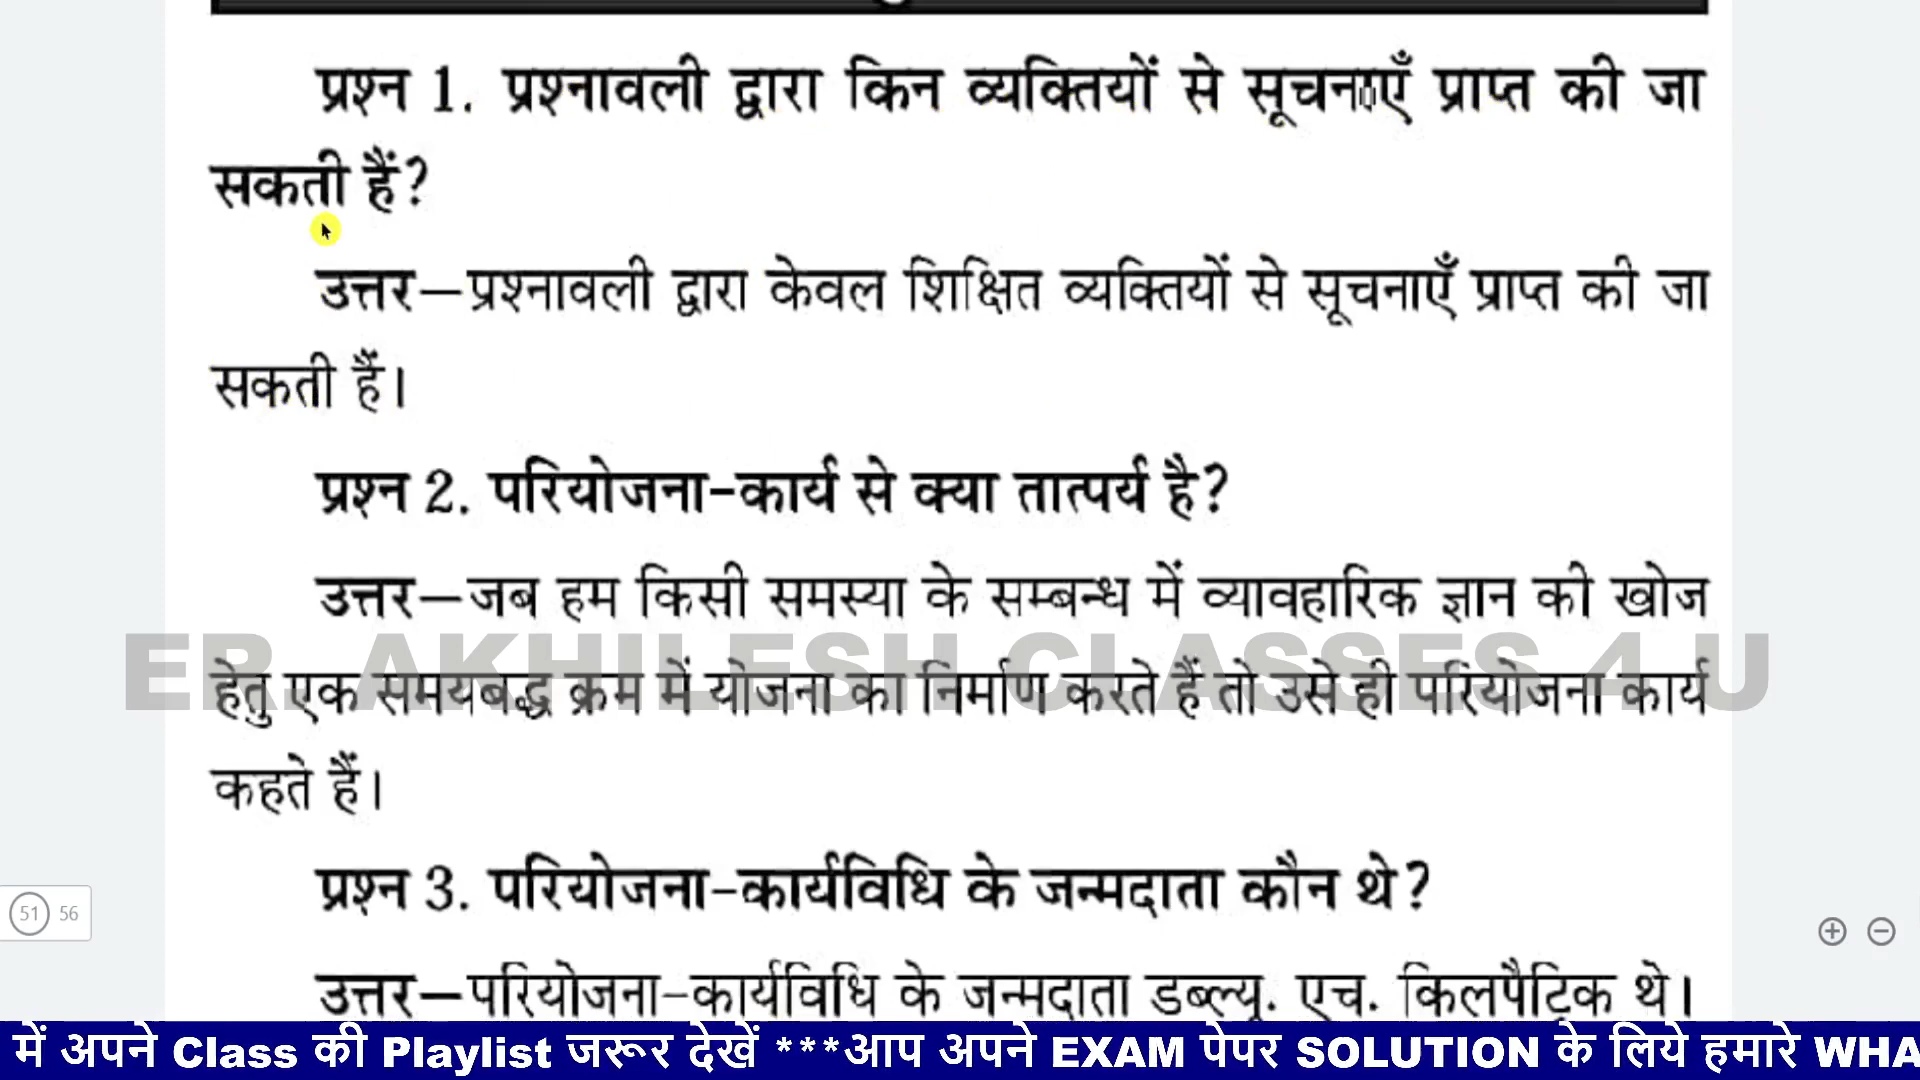 प्रश्न 1. प्रश्नावली द्वारा किन व्यक्तियों से सूचनाएँ प्राप्त की जा
सकती हैं?
उत्तर—प्रश्नावली द्वारा केवल शिक्षित व्यक्तियों से सूचनाएँ प्राप्त की जा
सकती हैं।
प्रश्न 2. परियोजना-कार्य से क्या तात्पर्य है?
उत्तर—जब हम किसी समस्या के सम्बन्ध में व्यावहारिक ज्ञान की खोज
ER. AKHILESH CLASSES 4 U
हेतु एक समयबद्ध क्रम में योजना का निर्माण करते हैं तो उसे ही परियोजना कार्य
कहते हैं।
प्रश्न 3. परियोजना-कार्यविधि के जन्मदाता कौन थे?
51 56
उत्तर—परियोजना-कार्यविधि के जन्मदाता डब्ल्यू. एच. किलपैट्रिक थे।
में अपने Class की Playlist जरूर देखें ***आप अपने EXAM पेपर SOLUTION के लिये हमारे WHA